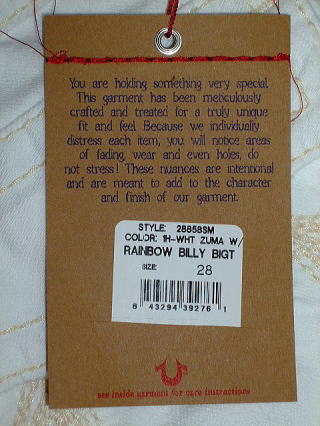 You are holding something very special.
This garment has been meticulously
crafted and treated for a truly unique
fit and feel. Because we individually
distress each item, you will notice areas
of fading, wear and even holes, do
not stress! These nuances are intentional
and are meant to add to the character
and finish of our garment.
STYLE: 28858SM
COLOR: 1H-WHT ZUMA W/
RAINBOW BILLY BIGT
SIZE: 28
8 43294 39276 1
see inside garment for care instructions